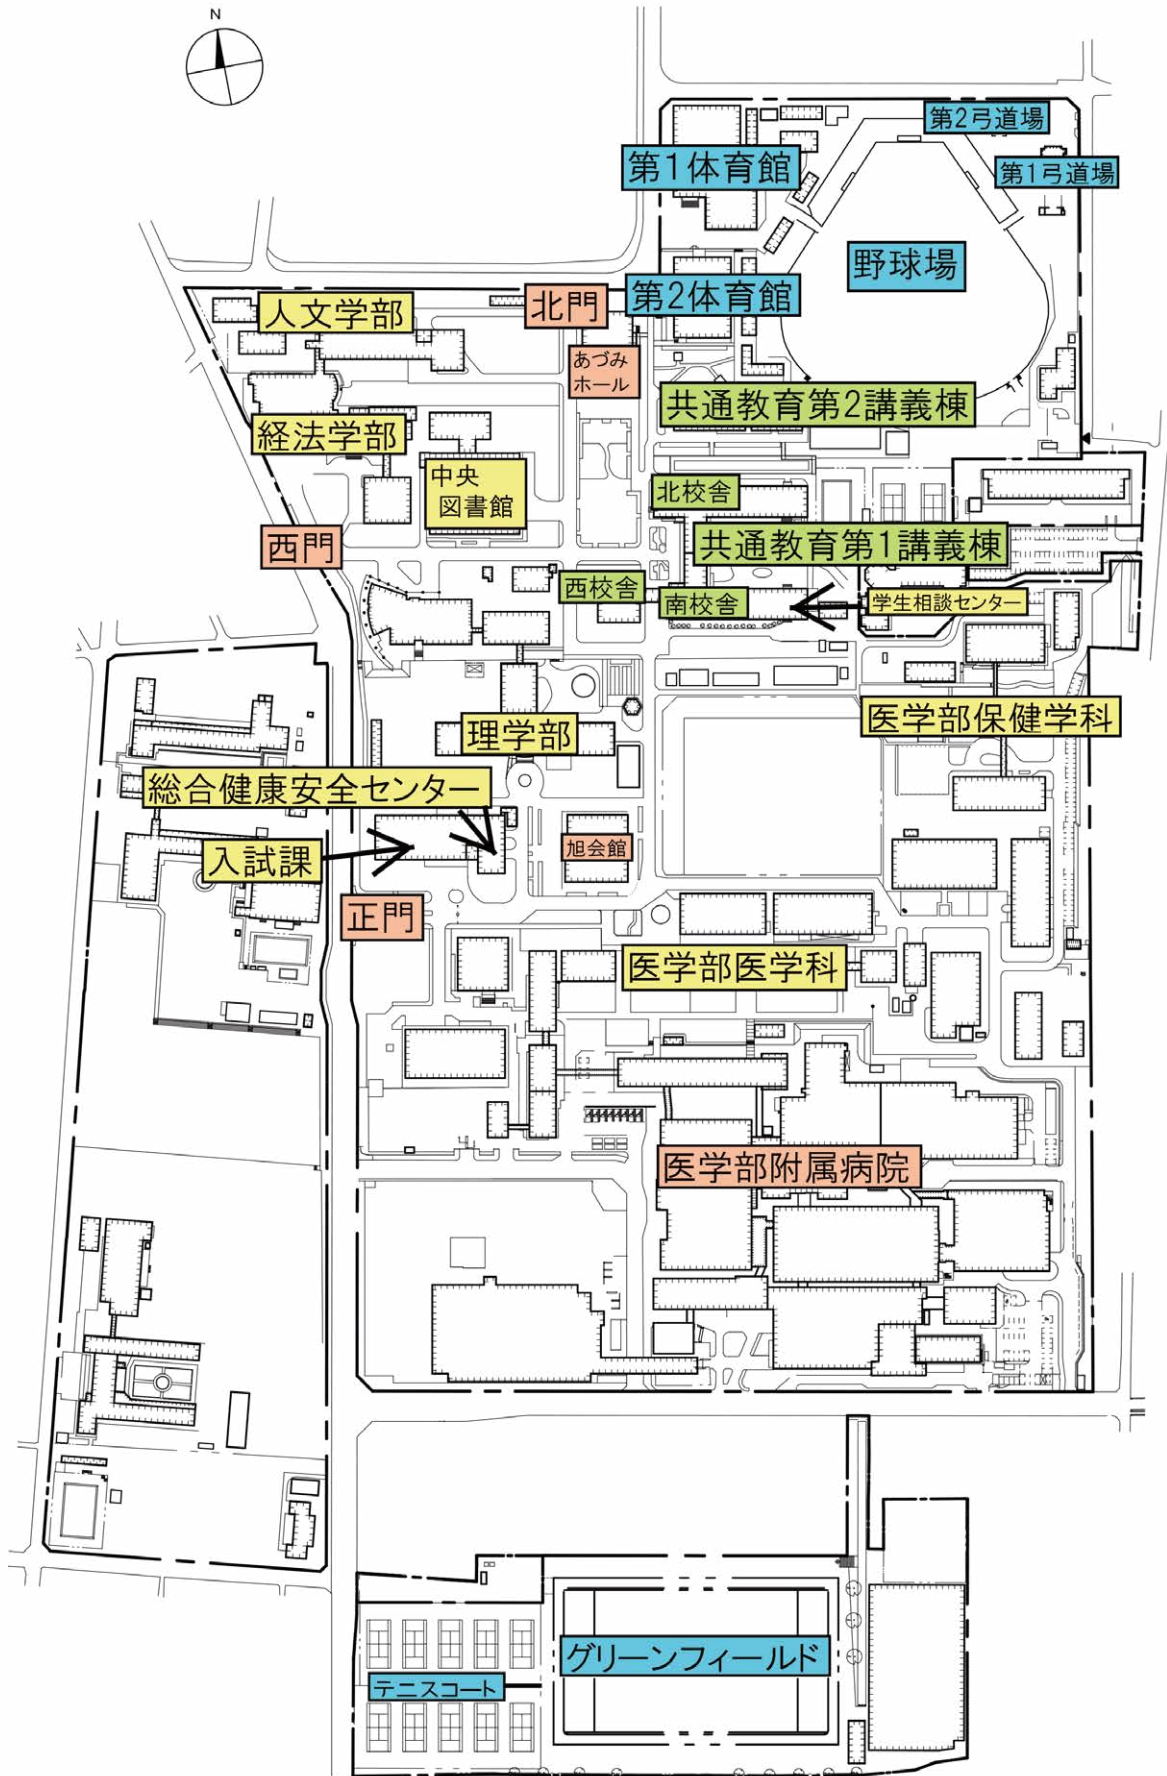 N
第2弓道場
第1体育館
第1弓道場
野球場
第2体育館
人文学部
北門
あづみ
ホール
共通教育第2講義棟
経法学部
中央
図書館
北校舎
西門
共通教育第1講義棟
西校舎
南校舎
学生相談センター
理学部
医学部保健学科
総合健康安全センター
入試課
旭会館
正門
医学部医学科
医学部附属病院
グリーンフィールド
テニスコート